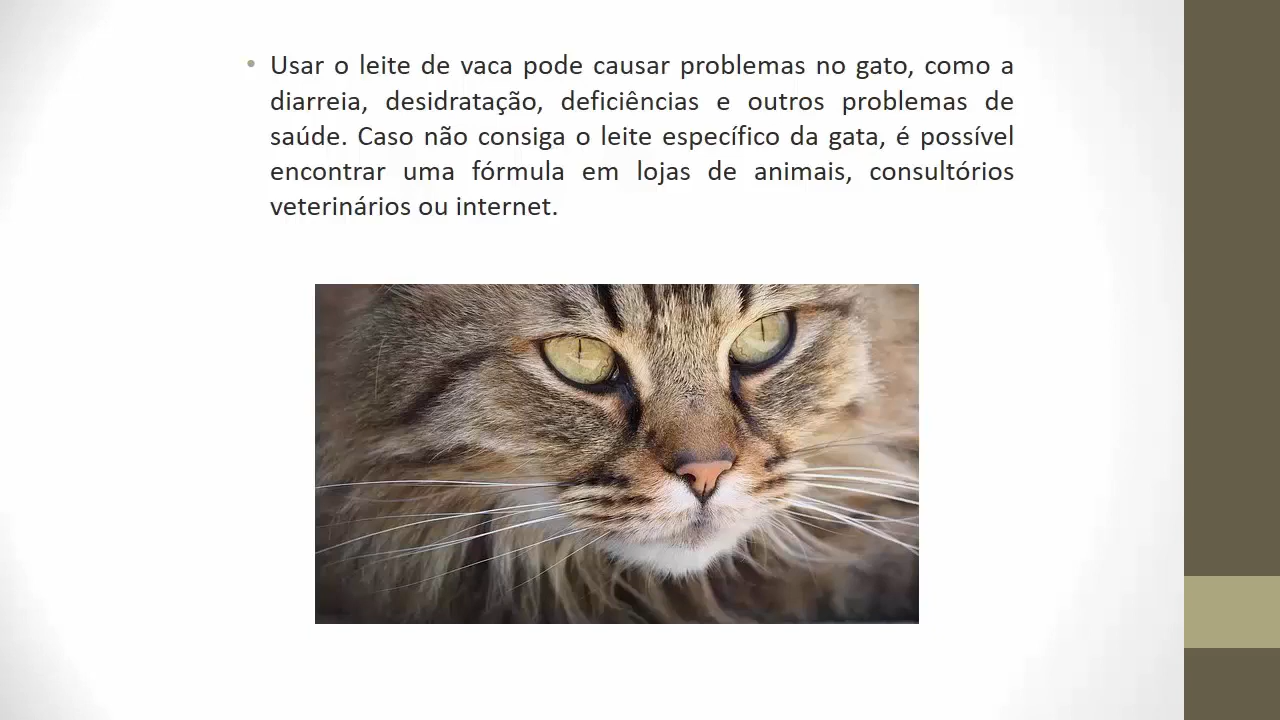 Usar o leite de vaca pode causar problemas no gato, como a
diarreia, desidratação, deficiências e outros problemas de
saúde. Caso não consiga o leite específico da gata, é possível
encontrar uma fórmula em lojas de animais, consultórios
veterinários ou internet.